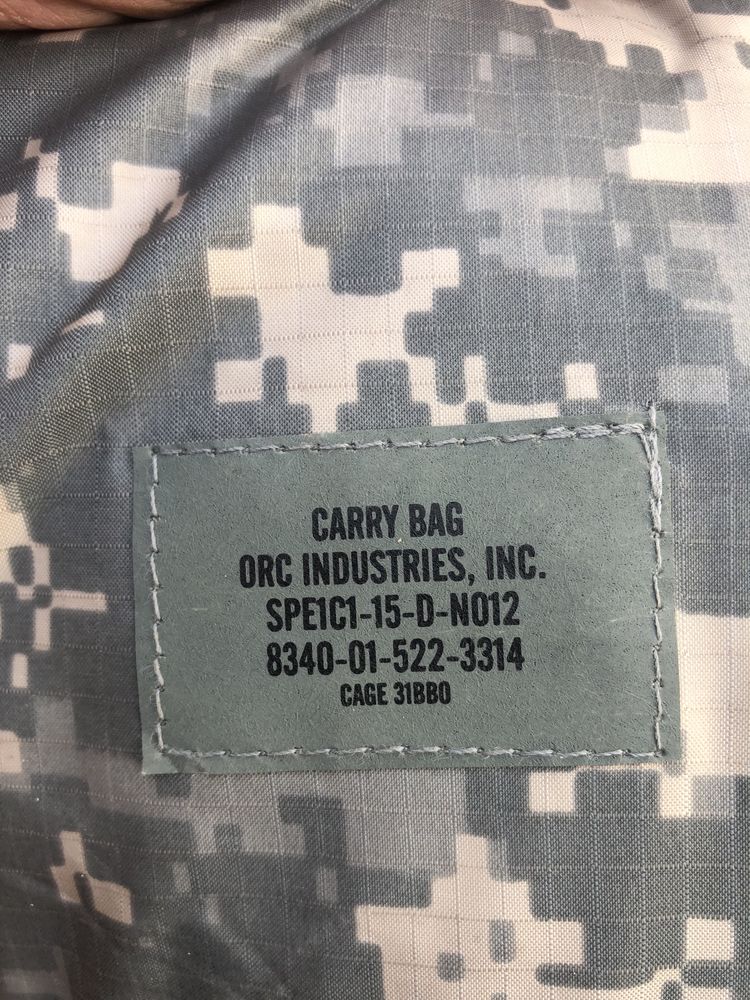 CARRY BAG
ORC INDUSTRIES, INC.
SPE1C1-15-D-N012
8340-01-522-3314
CAGE 31BB0